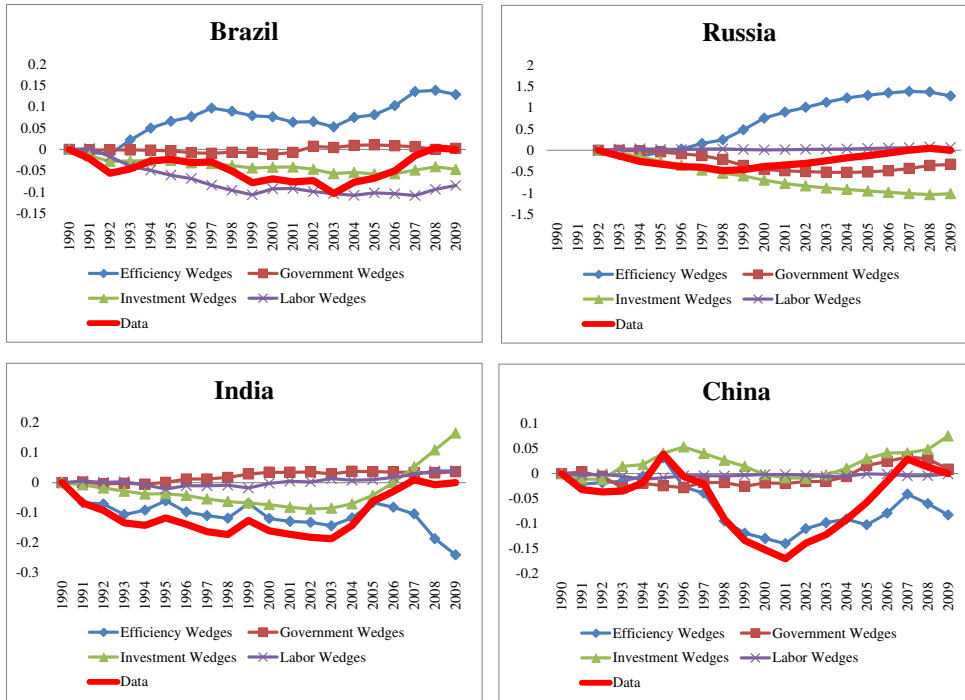 Brazil
0.2
0.15
0.1
0.05
0
-0.05
-0.1
-0.15
1990 1991 1992 1993 1994 1995 1996 1997 1998 1999 2000 2001 2002 2003 2004 2005 2006 2007 2008 2009
Efficiency Wedges Government Wedges
Investment Wedges Labor Wedges
Data
Russia
2
1.5
1
0.5
0
-0.5
-1
-1.5
1990 1991 1992 1993 1994 1995 1996 1997 1998 1999 2000 2001 2002 2003 2004 2005 2006 2007 2008 2009
Efficiency Wedges Government Wedges
Investment Wedges Labor Wedges
Data
India
0.2
0.1
0
-0.1
-0.2
-0.3
1990 1991 1992 1993 1994 1995 1996 1997 1998 1999 2000 2001 2002 2003 2004 2005 2006 2007 2008 2009
Efficiency Wedges Government Wedges
Investment Wedges Labor Wedges
Data
China
0.1
0.05
0
-0.05
-0.1
-0.15
-0.2
1990 1991 1992 1993 1994 1995 1996 1997 1998 1999 2000 2001 2002 2003 2004 2005 2006 2007 2008 2009
Efficiency Wedges Government Wedges
Investment Wedges Labor Wedges
Data